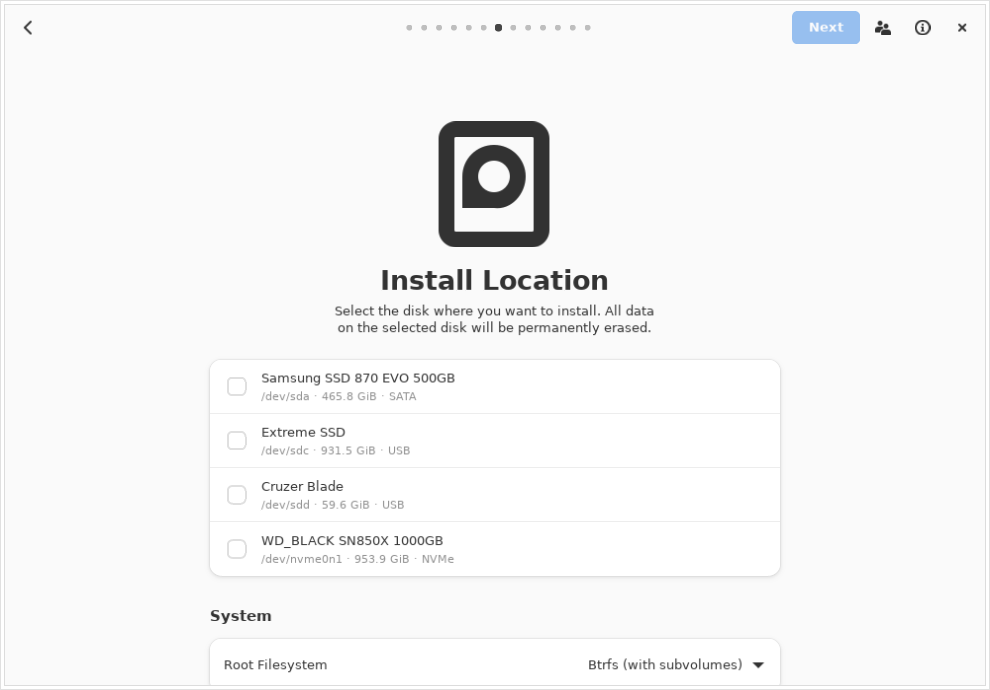 Next
Install Location
Select the disk where you want to install. All data
on the selected disk will be permanently erased.
Samsung SSD 870 EVO 500GB
/dev/sda · 465.8 GiB · SATA
Extreme SSD
/dev/sdc · 931.5 GiB · USB
Cruzer Blade
/dev/sdd · 59.6 GiB · USB
WD_BLACK SN850X 1000GB
/dev/nvme0n1 · 953.9 GiB · NVMe
System
Root Filesystem Btrfs (with subvolumes)